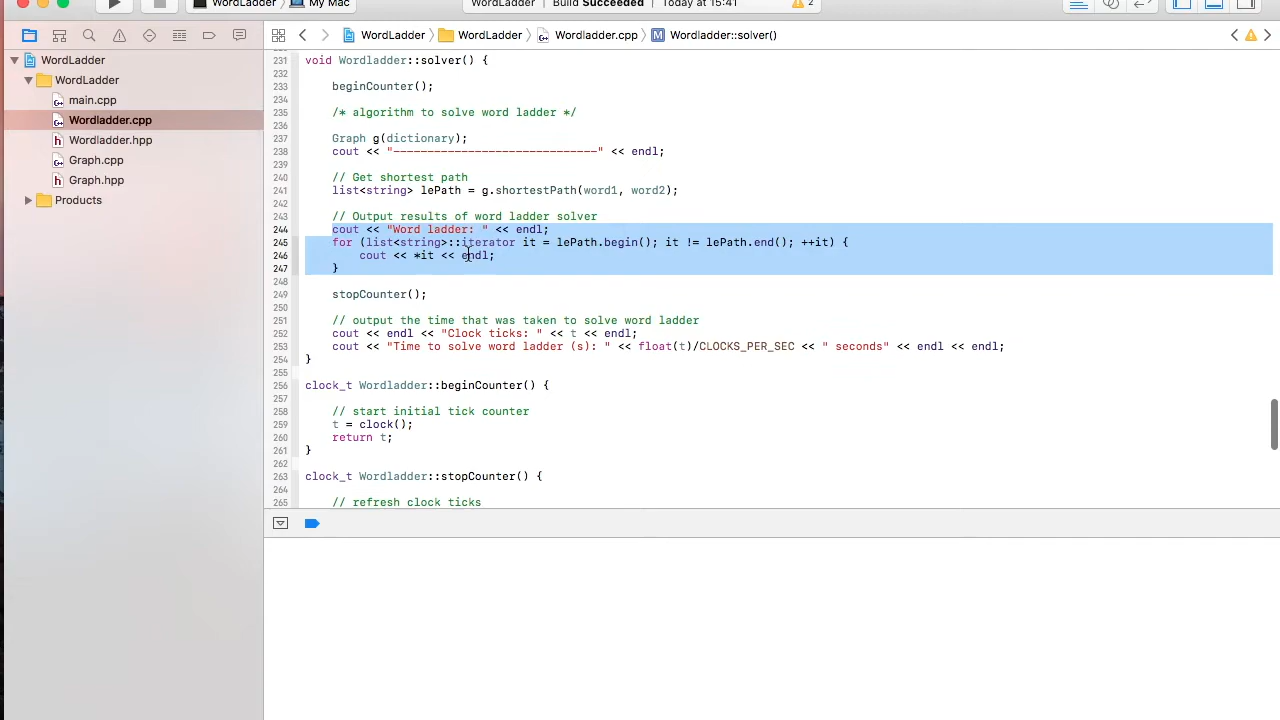 WordLadder 〉 My Mac
WordLadder | Build Succeeded | Today at 15:41
2
WordLadder 〉 WordLadder 〉 Wordladder.cpp 〉 M Wordladder::solver()
WordLadder
WordLadder
main.cpp
Wordladder.cpp
Wordladder.hpp
Graph.cpp
Graph.hpp
Products
231 void Wordladder::solver() {
232
233 beginCounter();
234
235 /* algorithm to solve word ladder */
236
237 Graph g(dictionary);
238 cout << "------------------------------" << endl;
239
240 // Get shortest path
241 list<string> lePath = g.shortestPath(word1, word2);
242
243 // Output results of word ladder solver
244 cout << "Word ladder: " << endl;
245 for (list<string>::iterator it = lePath.begin(); it != lePath.end(); ++it) {
246 cout << *it << endl;
247 }
248
249 stopCounter();
250
251 // output the time that was taken to solve word ladder
252 cout << endl << "Clock ticks: " << t << endl;
253 cout << "Time to solve word ladder (s): " << float(t)/CLOCKS_PER_SEC << " seconds" << endl << endl;
254 }
255
256 clock_t Wordladder::beginCounter() {
257
258 // start initial tick counter
259 t = clock();
260 return t;
261 }
262
263 clock_t Wordladder::stopCounter() {
264
265 // refresh clock ticks